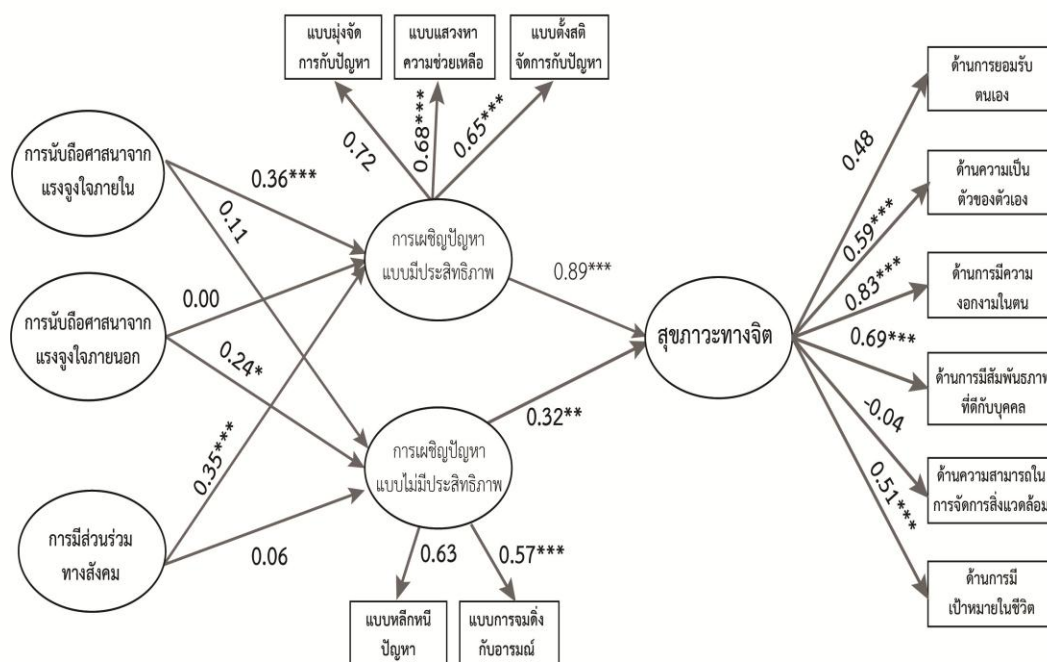 แบบมุ่งจัด
การกับปัญหา
แบบแสวงหา
ความช่วยเหลือ
แบบตั้งสติ
จัดการกับปัญหา
0.72
0.68***
0.65***
การนับถือศาสนาจาก
แรงจูงใจภายใน
0.36***
0.11
การนับถือศาสนาจาก
แรงจูงใจภายนอก
0.00
0.24*
การมีส่วนร่วม
ทางสังคม
0.35***
0.06
การเผชิญปัญหา
แบบมีประสิทธิภาพ
0.89***
การเผชิญปัญหา
แบบไม่มีประสิทธิภาพ
0.32**
0.63
0.57***
แบบหลีกหนี
ปัญหา
แบบการจมดิ่ง
กับอารมณ์
สุขภาวะทางจิต
0.48
0.59***
0.83***
0.69***
-0.04
0.51***
ด้านการยอมรับ
ตนเอง
ด้านความเป็น
ตัวของตัวเอง
ด้านการมีความ
งอกงามในตน
ด้านการมีสัมพันธภาพ
ที่ดีกับบุคคล
ด้านความสามารถใน
การจัดการสิ่งแวดล้อม
ด้านการมี
เป้าหมายในชีวิต